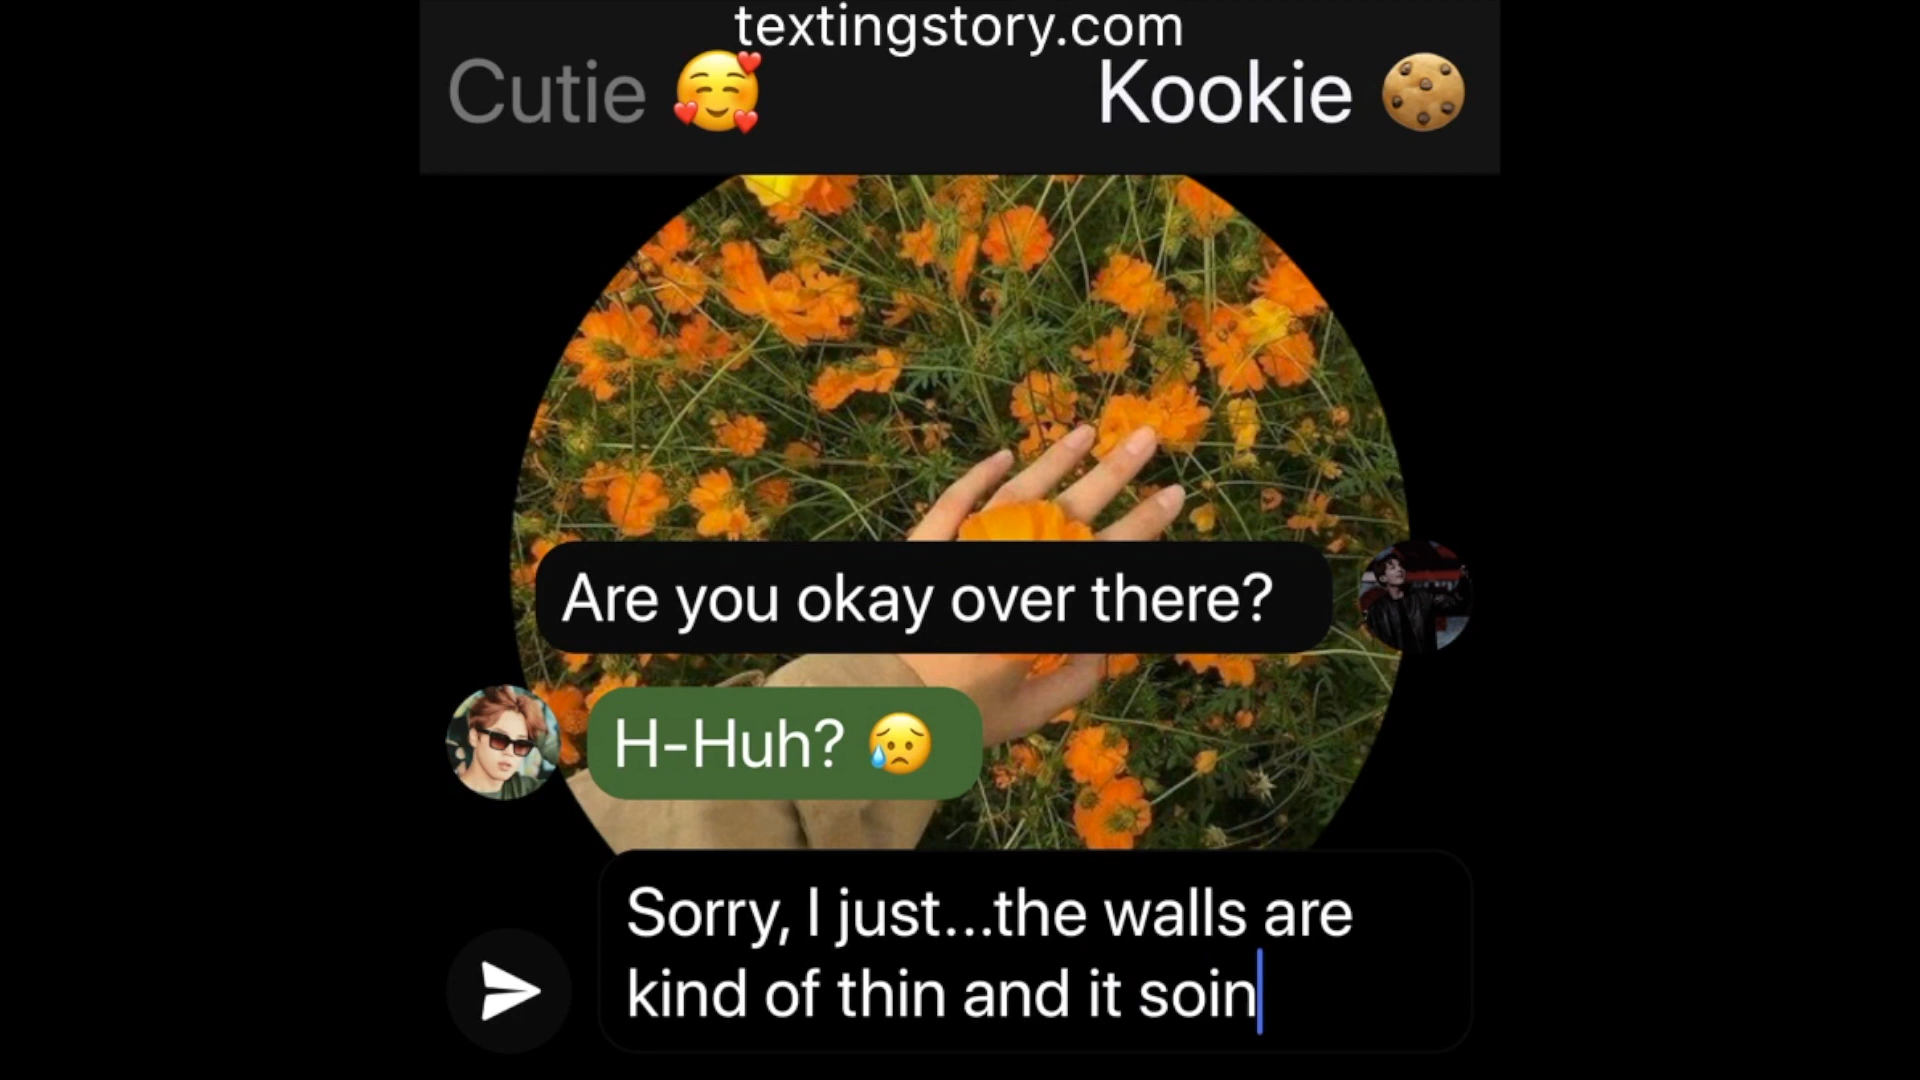 textingstory.com
Cutie 🥰 Kookie 🍪
Are you okay over there?
H-Huh? 😥
Sorry, I just...the walls are
kind of thin and it soin